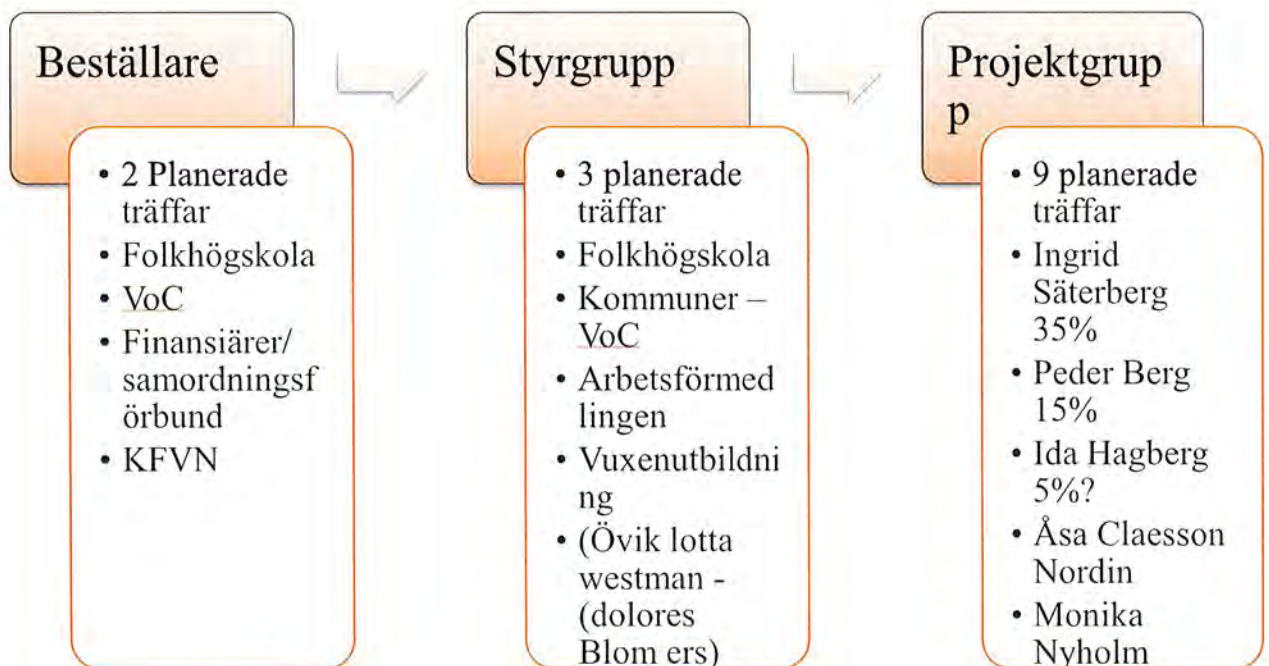 Beställare
• 2 Planerade
träffar
• Folkhögskola
• VoC
• Finansiärer/
samordningsf
örbund
• KFVN
Styrgrupp
• 3 planerade
träffar
• Folkhögskola
• Kommuner –
VoC
• Arbetsförmed
lingen
• Vuxenutbildni
ng
• (Övik lotta
westman -
(dolores
Blom ers)
Projektgrup
p
• 9 planerade
träffar
• Ingrid
Säterberg
35%
• Peder Berg
15%
• Ida Hagberg
5%?
• Åsa Claesson
Nordin
• Monika
Nyholm